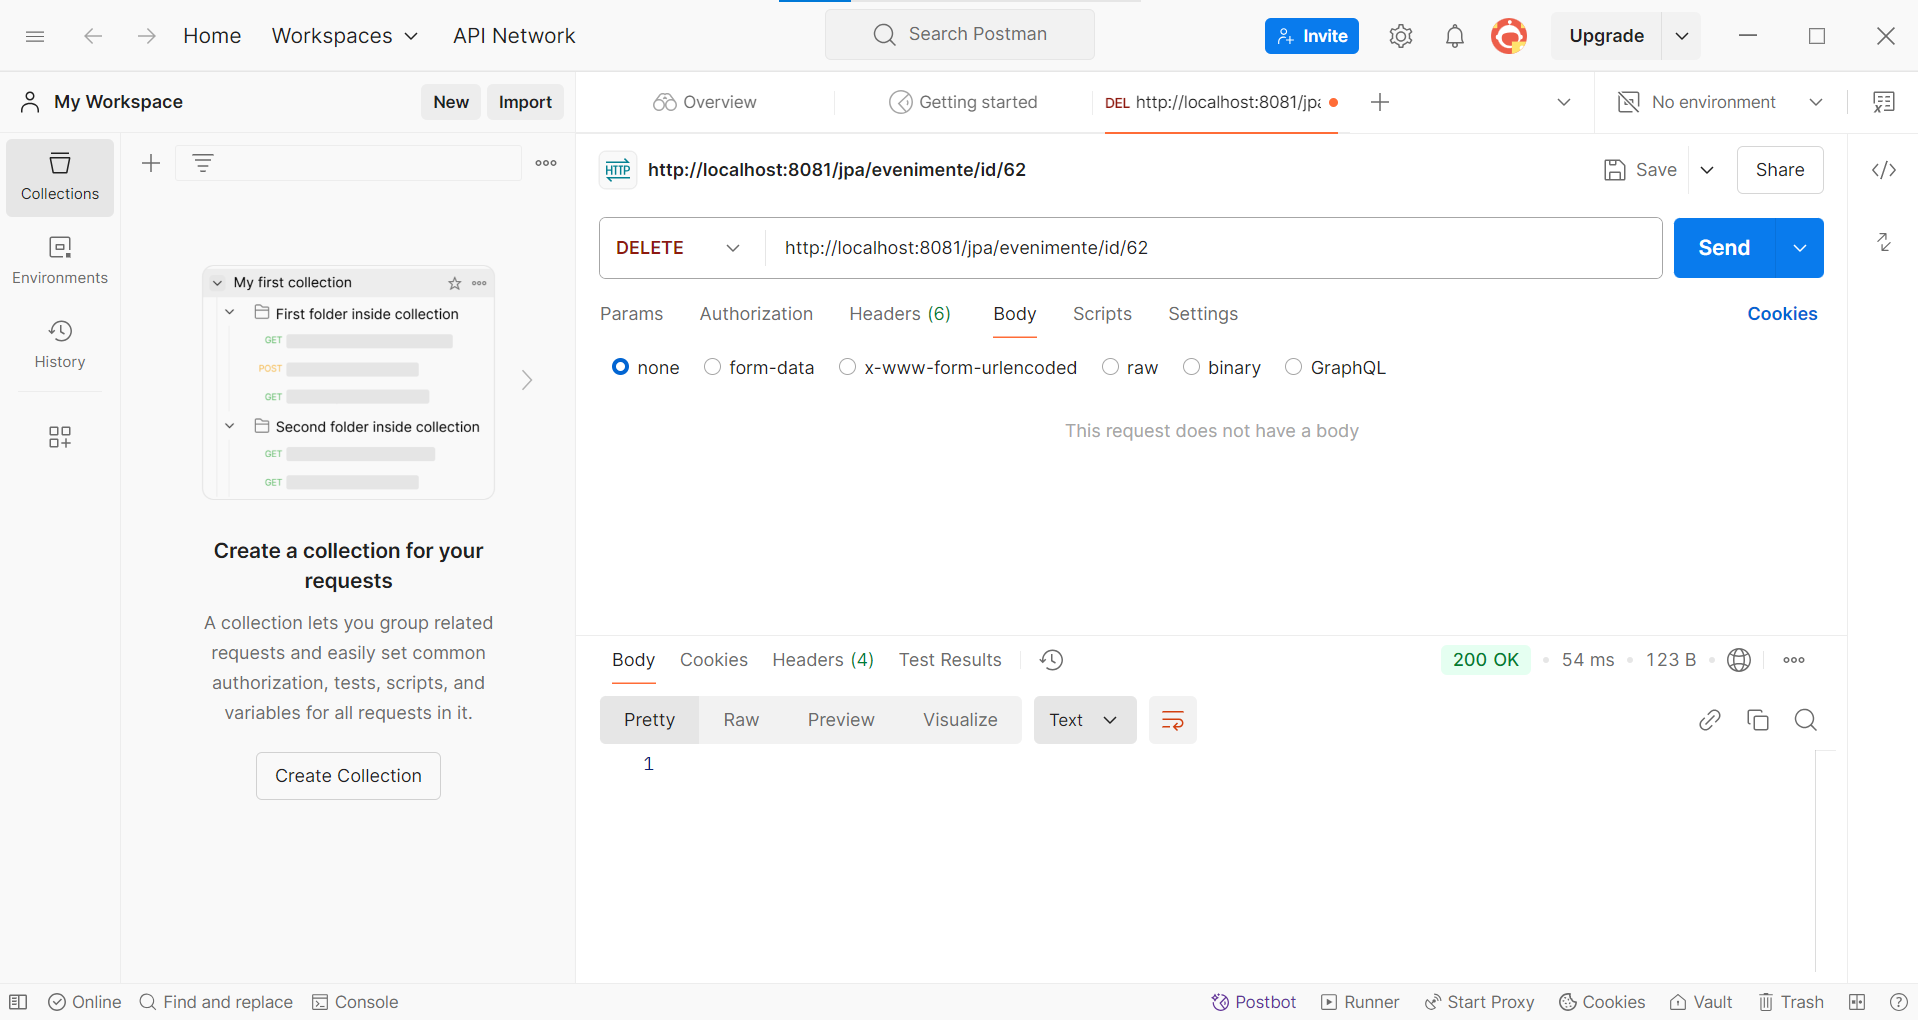 Home
Workspaces
API Network
Search Postman
Invite
Upgrade
My Workspace
New
Import
Overview
Getting started
DEL http://localhost:8081/jpa
No environment
Collections
Environments
History
http://localhost:8081/jpa/evenimente/id/62
Save
Share
DELETE
http://localhost:8081/jpa/evenimente/id/62
Send
Params
Authorization
Headers (6)
Body
Scripts
Settings
Cookies
none
form-data
x-www-form-urlencoded
raw
binary
GraphQL
This request does not have a body
My first collection
First folder inside collection
GET
POST
GET
Second folder inside collection
GET
GET
Create a collection for your
requests
A collection lets you group related
requests and easily set common
authorization, tests, scripts, and
variables for all requests in it.
Create Collection
Body
Cookies
Headers (4)
Test Results
200 OK
54 ms
123 B
Pretty
Raw
Preview
Visualize
Text
1
Online
Find and replace
Console
Postbot
Runner
Start Proxy
Cookies
Vault
Trash